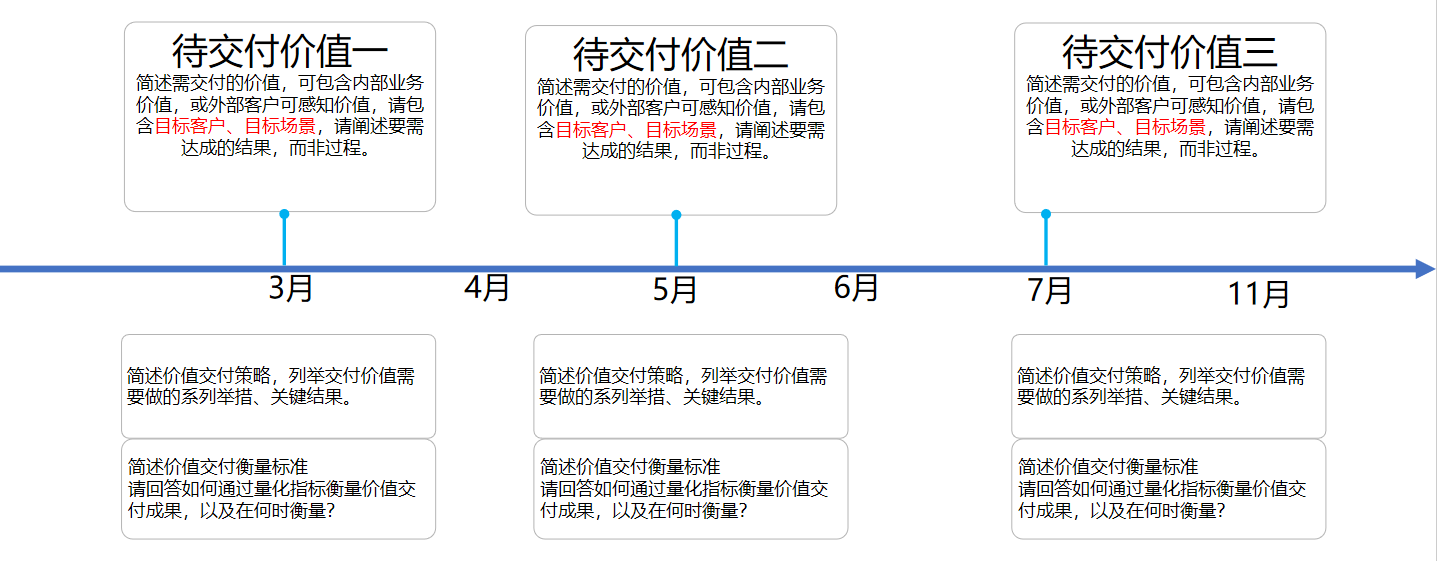 待交付价值一
简述需交付的价值，可包含内部业务
价值，或外部客户可感知价值，请包
含目标客户、目标场景，请阐述要需
达成的结果，而非过程。
待交付价值二
简述需交付的价值，可包含内部业务
价值，或外部客户可感知价值，请包
含目标客户、目标场景，请阐述要需
达成的结果，而非过程。
待交付价值三
简述需交付的价值，可包含内部业务
价值，或外部客户可感知价值，请包
含目标客户、目标场景，请阐述要需
达成的结果，而非过程。
3月
4月
5月
6月
7月
11月
简述价值交付策略，列举交付价值需
要做的系列举措、关键结果。
简述价值交付策略，列举交付价值需
要做的系列举措、关键结果。
简述价值交付策略，列举交付价值需
要做的系列举措、关键结果。
简述价值交付衡量标准
请回答如何通过量化指标衡量价值交
付成果，以及在何时衡量？
简述价值交付衡量标准
请回答如何通过量化指标衡量价值交
付成果，以及在何时衡量？
简述价值交付衡量标准
请回答如何通过量化指标衡量价值交
付成果，以及在何时衡量？